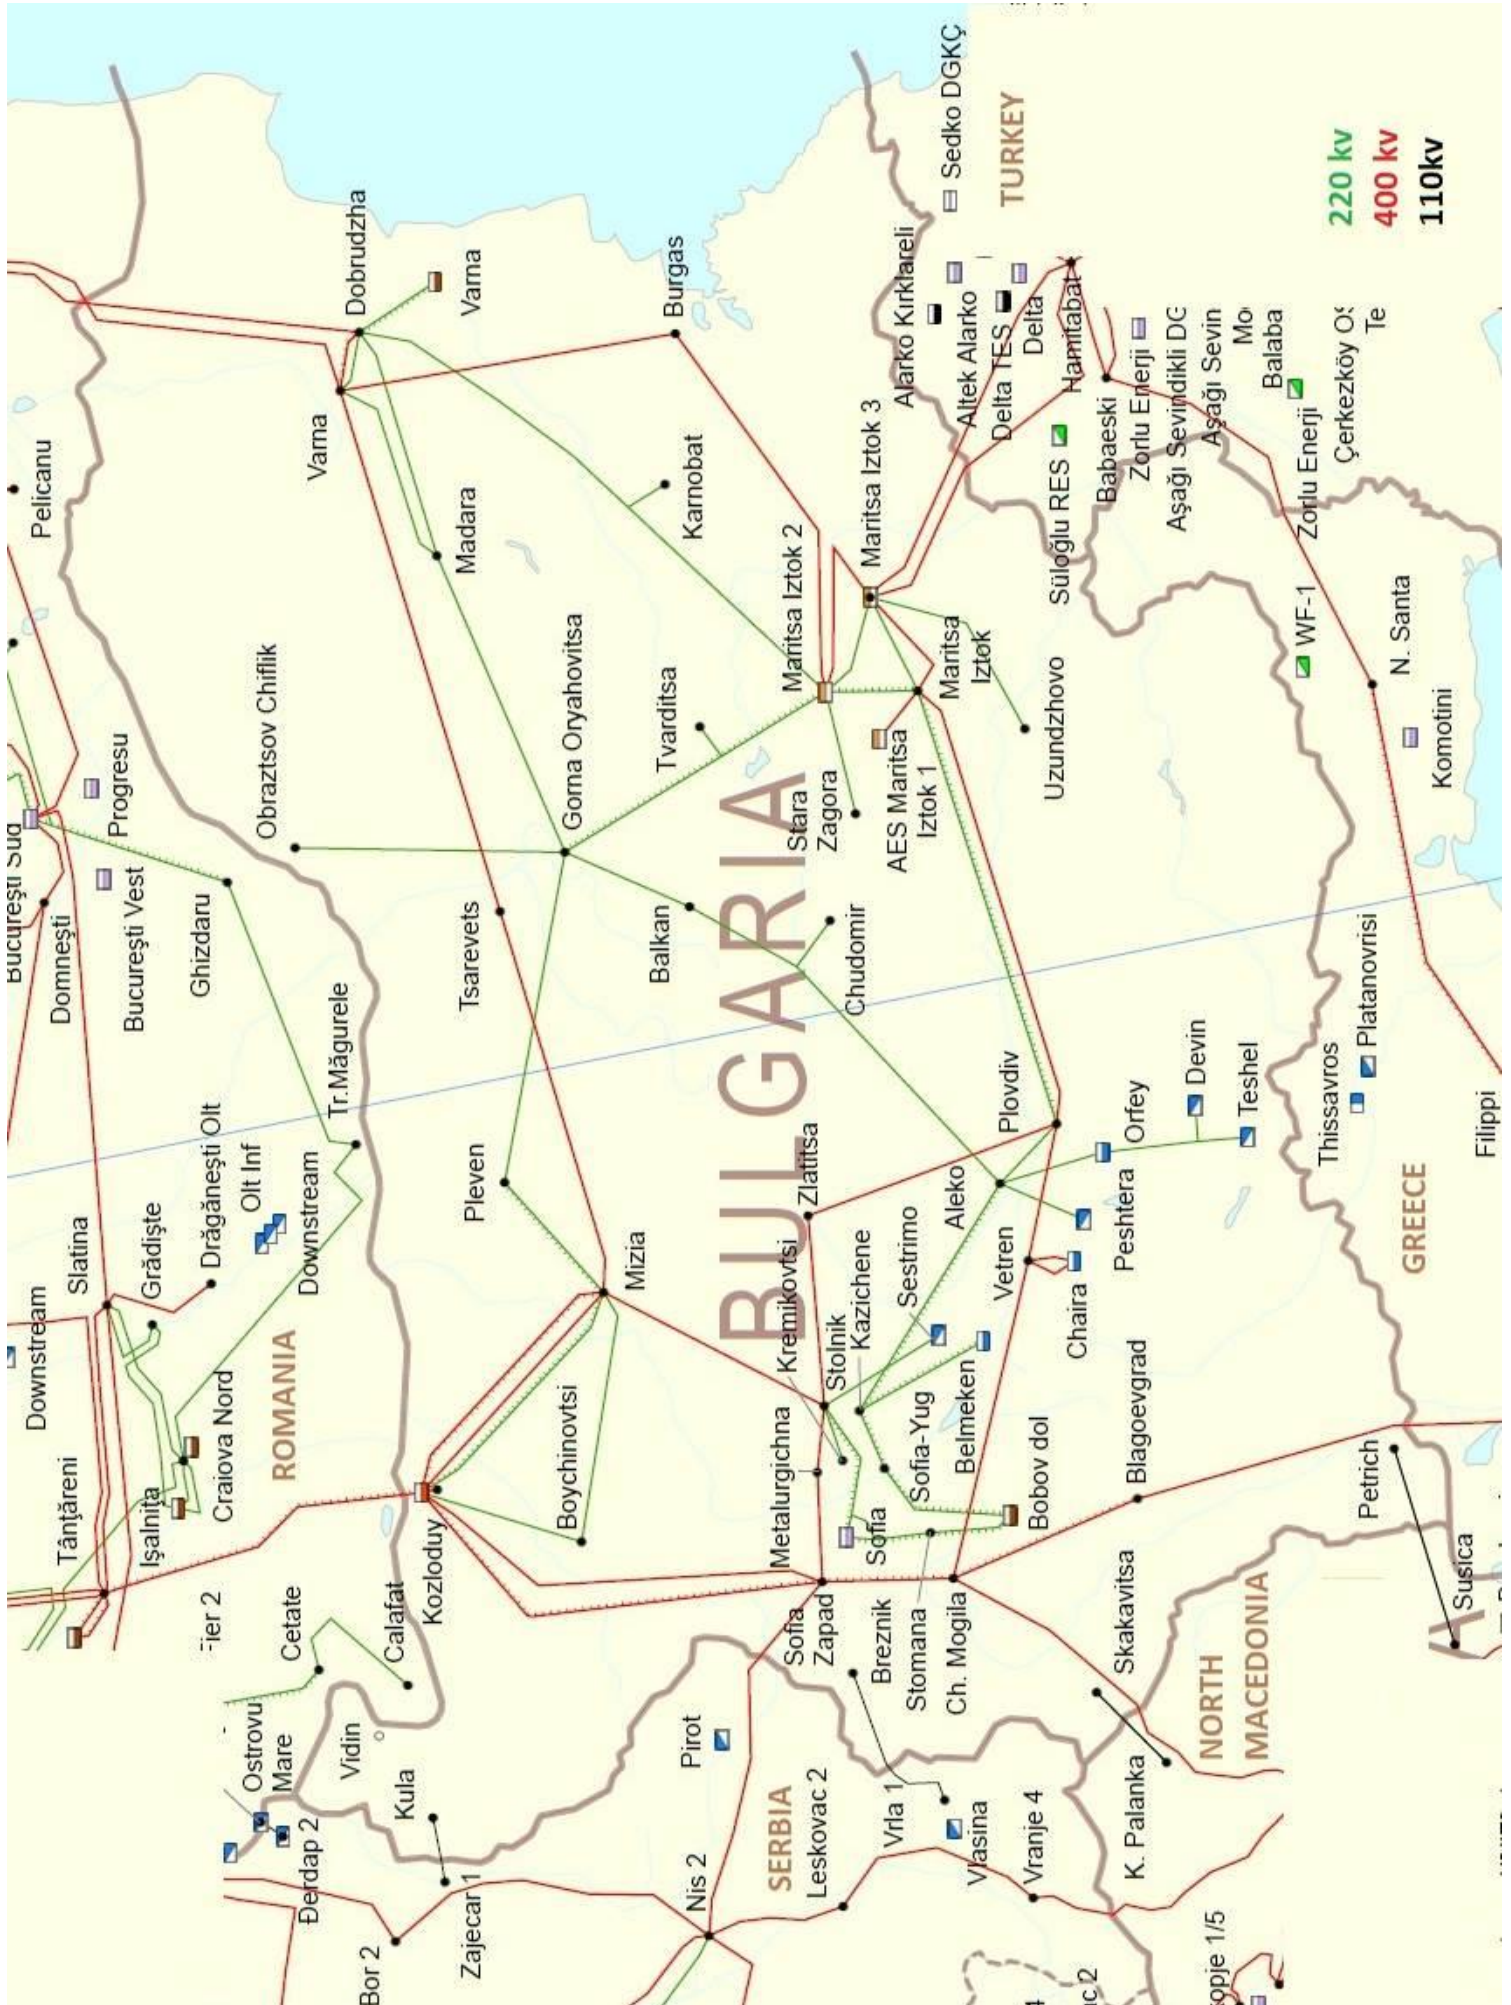 Pelicanu
Dobrudzha
Varna
Varna
Burgas
Madara
Karnobat
Obraztsov Chiflik
Gorna Oryahovitsa
Tvarditsa
Maritsa Iztok 2
Maritsa Iztok 3
Maritsa
Iztok
Stara
Zagora
AES Maritsa
Iztok 1
Uzundzhovo
Sedko DGKÇ
TURKEY
Alarko Kırklareli
Altek Alarko
Delta TES
Delta
Hamitabat
Süloğlu RES
Babaeski
Zorlu Enerji
Aşağı Sevindikli DG
Aşağı Sevin
Balaba
Zorlu Enerji
Çerkezköy
Te
WF-1
N. Santa
Komotini
220 kv
400 kv
110kv
Bucureşti Sud
Progresu
Domneşti
Bucureşti Vest
Ghizdaru
Tr.Măgurele
Tsarevets
Balkan
Chudomir
BULGARIA
Slatina
Grădişte
Drăgăneşti Olt
Olt Inf
Downstream
Downstream
ROMANIA
Pleven
Mizia
Zlatitsa
Kremikovtsi
Stolnik
Kazichene
Sestrimo
Aleko
Plovdiv
Vetren
Peshtera
Orfey
Devin
Teshel
Chaira
Thissavros
Platanovrisi
Filippi
GREECE
Tânţăreni
Işalniţa
Craiova Nord
Kozloduy
Boychinovtsi
Metalurgichna
Sofia
Sofia-Yug
Belmeken
Bobov dol
Blagoevgrad
Petrich
Susica
Cetate
Calafat
Sofia
Zapad
Breznik
Stomana
Ch. Mogila
Skakavitsa
NORTH
MACEDONIA
Ostrovu
Mare
Vidin
Kula
Đerdap 2
Bor 2
Zajecar 1
Pirot
Nis 2
SERBIA
Leskovac 2
Vrla 1
Vlasina
Vranje 4
K. Palanka
opje 1/5